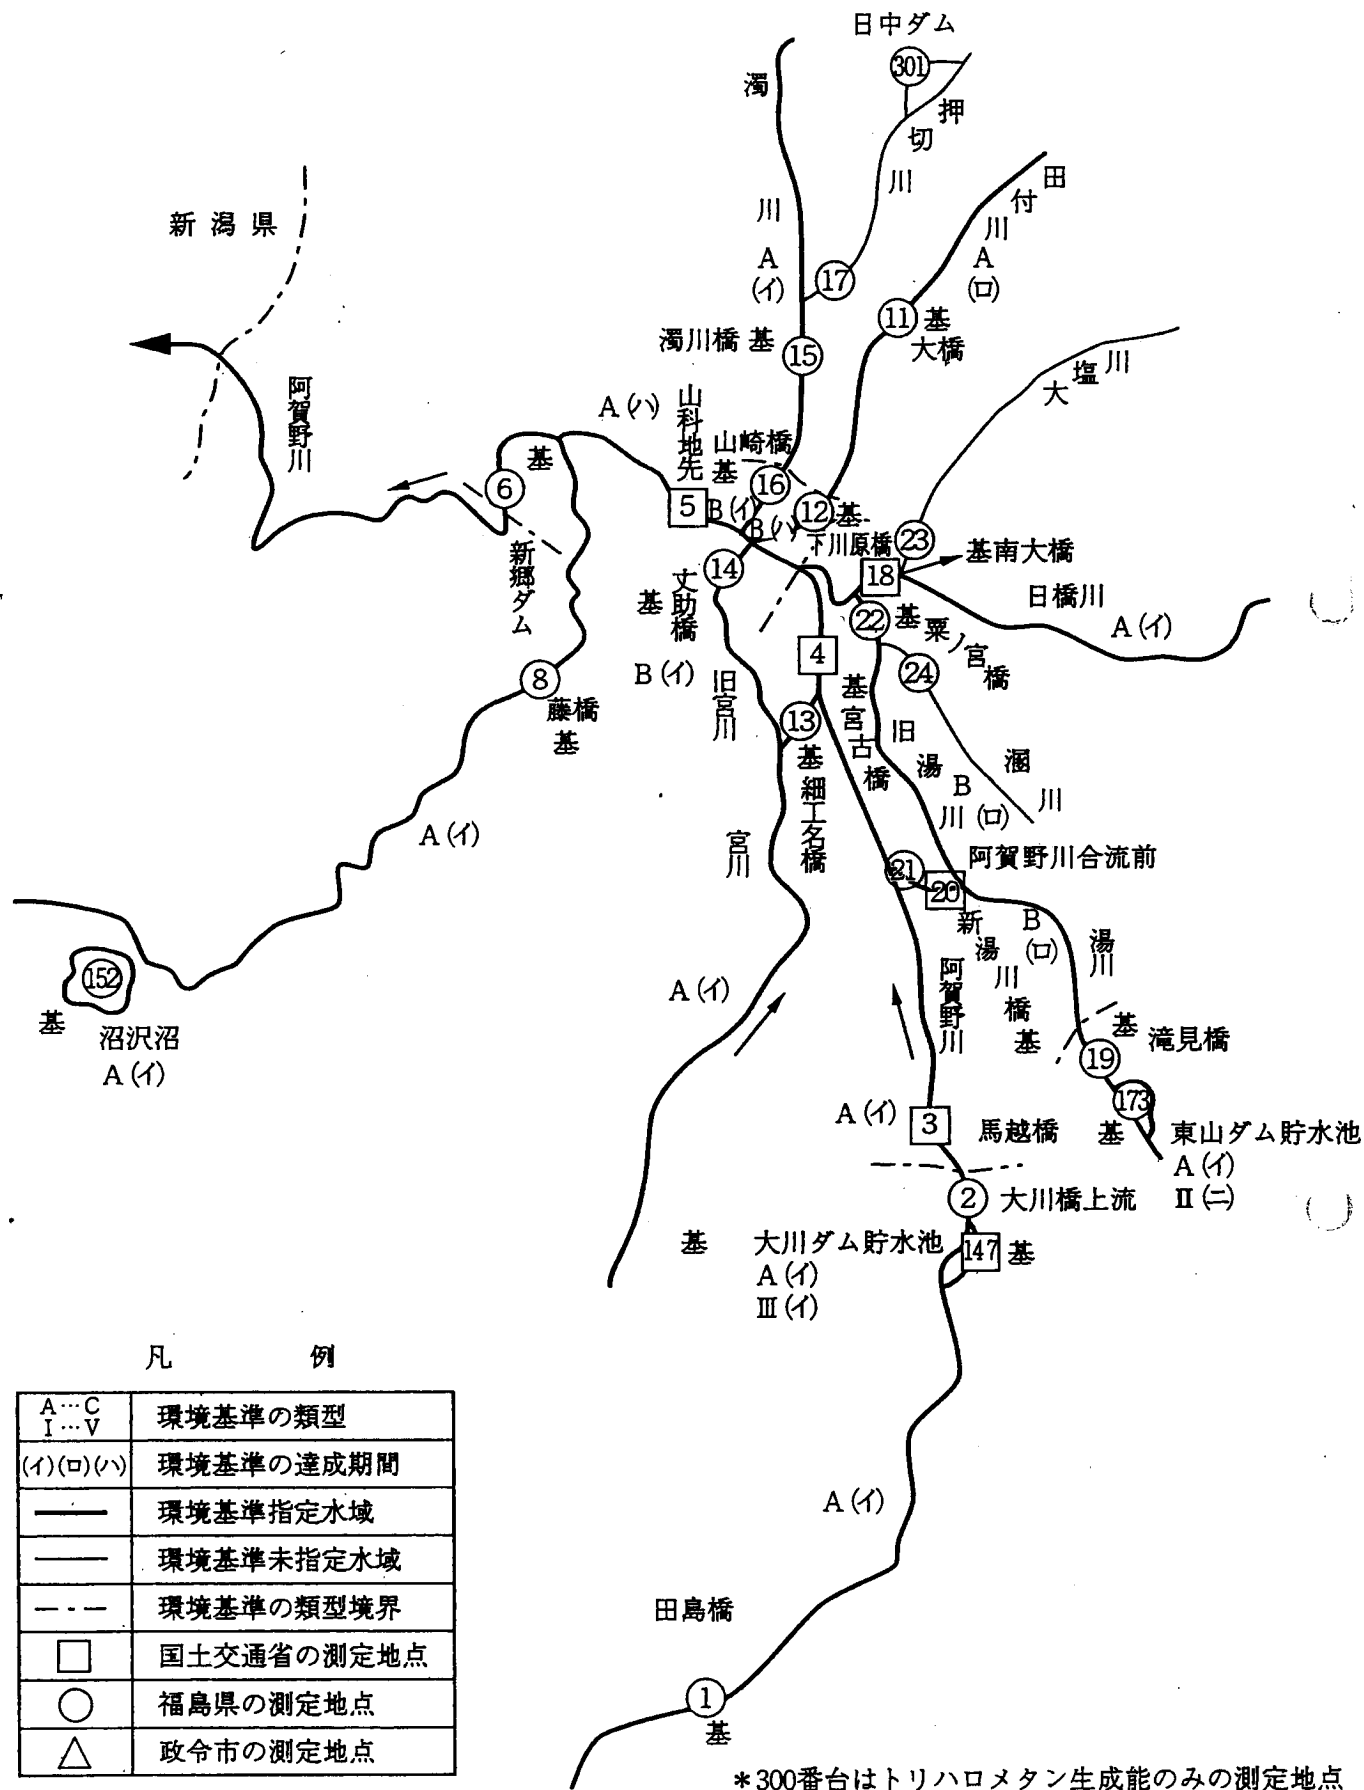 日中ダム
301
濁川
A
(イ)
押切川
17
田付川
A
(ロ)
11
基
大橋
新潟県
濁川橋 基
15
大塩川
阿賀野川
A (ハ)
山科地先
山崎橋
基
16
基
6
5
B (イ)
B (ハ)
12
基
下川原橋
23
基南大橋
新郷ダム
14
丈助橋
基
18
日橋川
A (イ)
22
基
粟ノ宮橋
4
24
B (イ)
旧宮川
基
宮古橋
8
藤橋
基
13
基
細工名橋
旧湯川
B
(ロ)
溷川
A (イ)
宮川
阿賀野川合流前
21
20
新湯川橋
基
B
(ロ)
湯川
152
基
沼沢沼
A (イ)
A (イ)
阿賀野川
基
滝見橋
19
173
A (イ)
3
馬越橋
基
東山ダム貯水池
A (イ)
II (ニ)
2
大川橋上流
基
大川ダム貯水池
147
基
A (イ)
III (イ)
A (イ)
田島橋
1
基
凡例
A…C
I…V
環境基準の類型
(イ)(ロ)(ハ)
環境基準の達成期間
環境基準指定水域
環境基準未指定水域
環境基準の類型境界
国土交通省の測定地点
福島県の測定地点
政令市の測定地点
*300番台はトリハロメタン生成能のみの測定地点